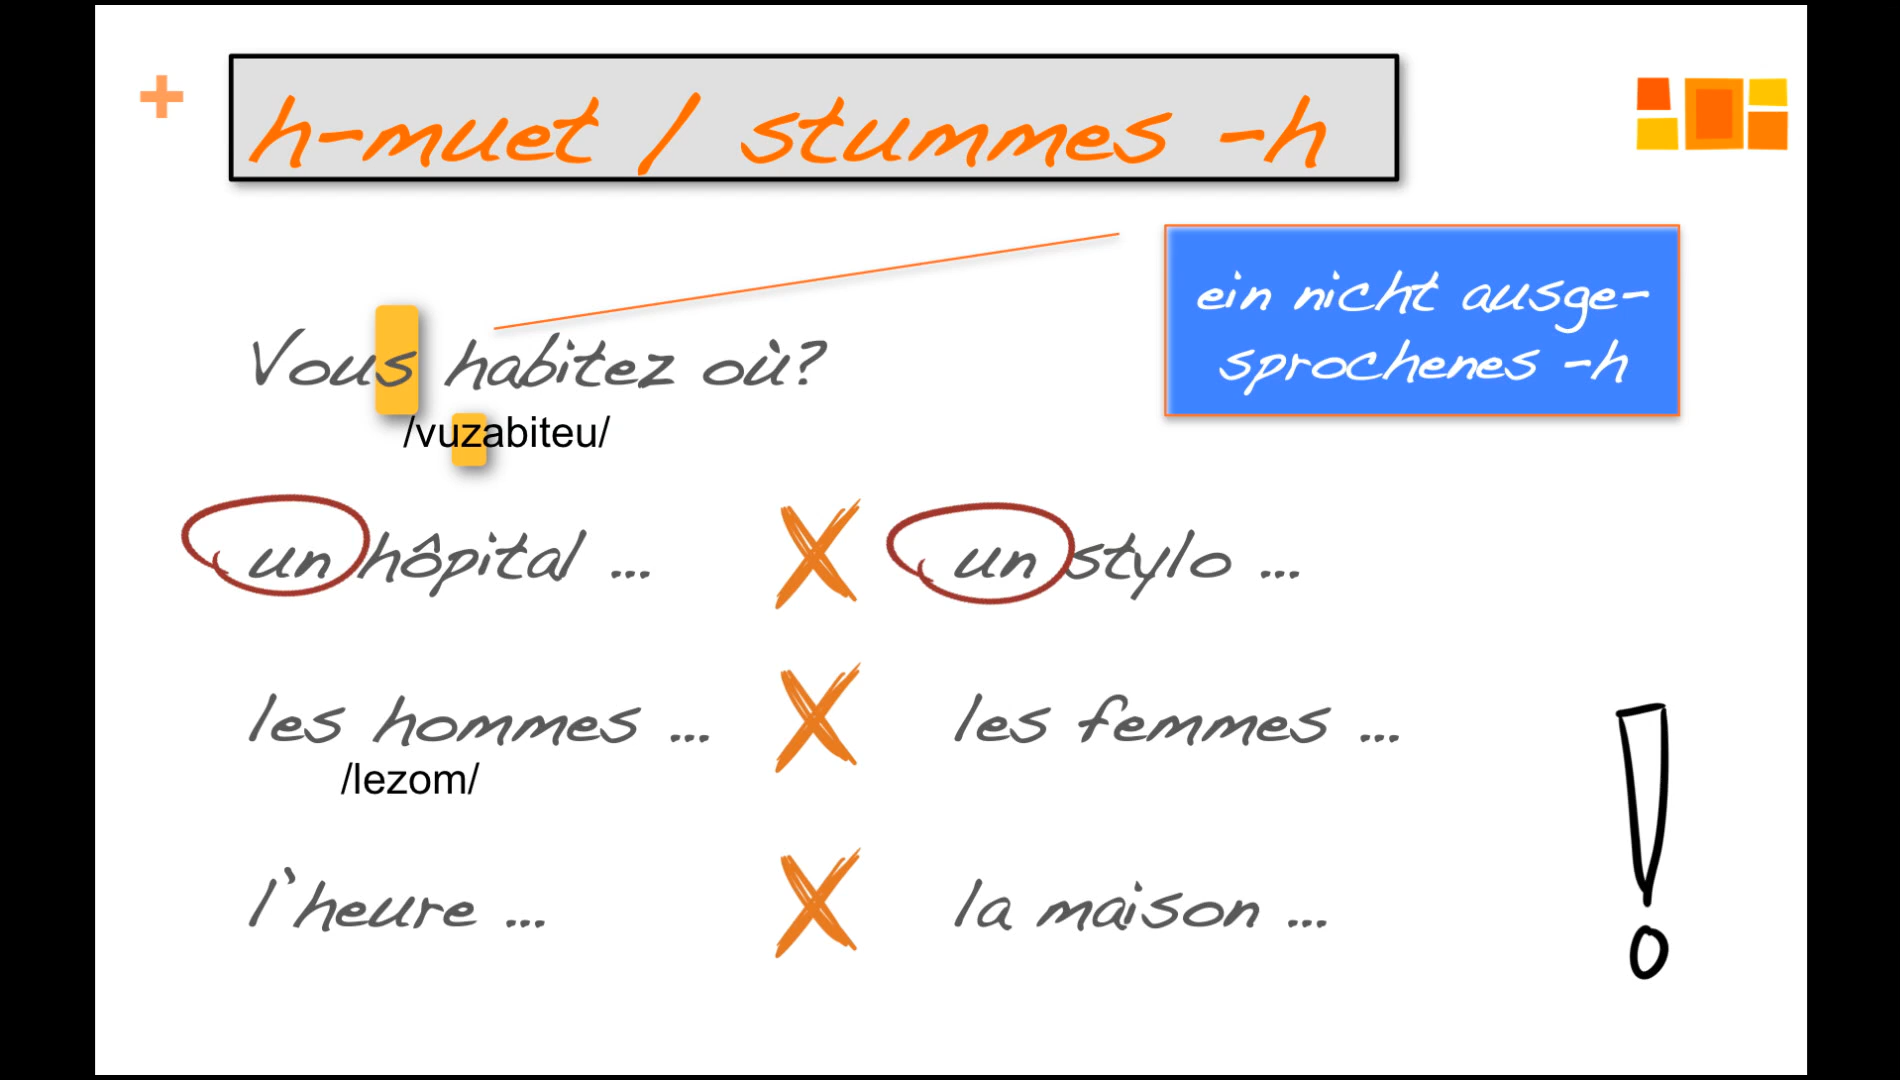 +
h-muet / stummes -h
ein nicht ausge-
sprochenes -h
Vous habitez où?
/vuzabiteu/
un hôpital ... un stylo ...
les hommes ... les femmes ...
/lezom/
l'heure ... la maison ...
!